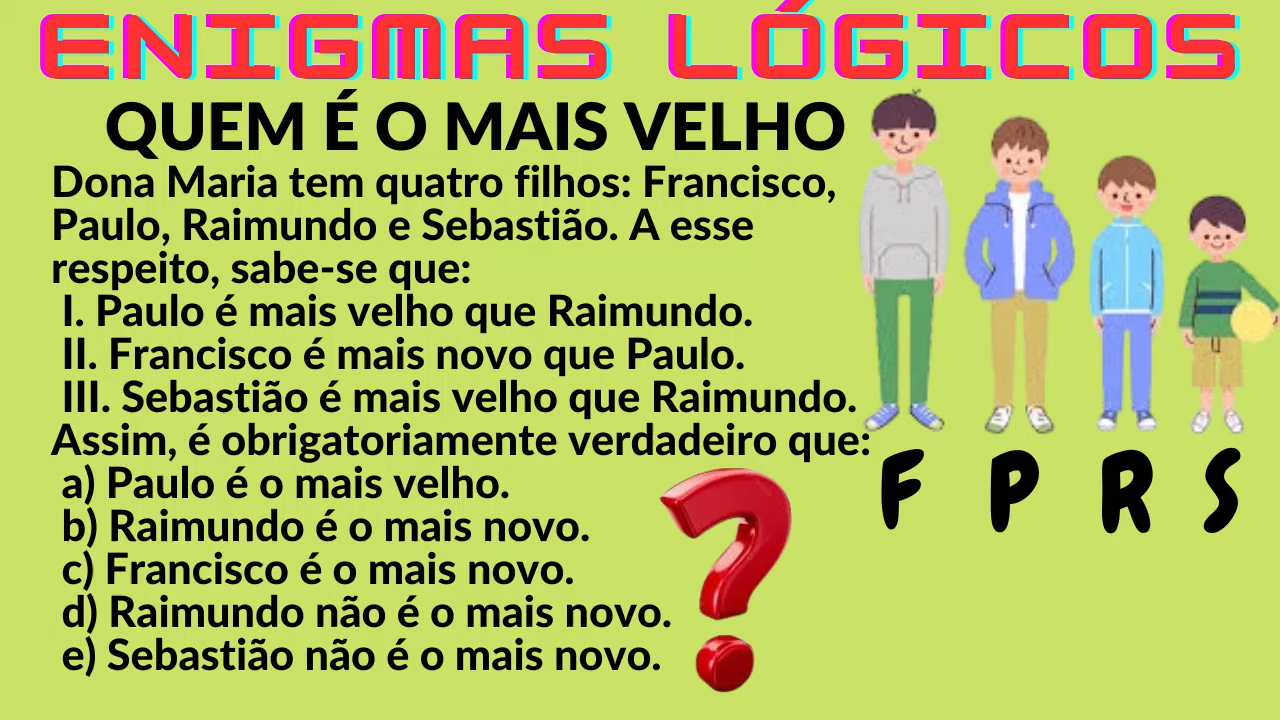 ENIGMAS LÓGICOS
QUEM É O MAIS VELHO
Dona Maria tem quatro filhos: Francisco,
Paulo, Raimundo e Sebastião. A esse
respeito, sabe-se que:
I. Paulo é mais velho que Raimundo.
II. Francisco é mais novo que Paulo.
III. Sebastião é mais velho que Raimundo.
Assim, é obrigatoriamente verdadeiro que:
a) Paulo é o mais velho.
b) Raimundo é o mais novo.
c) Francisco é o mais novo.
d) Raimundo não é o mais novo.
e) Sebastião não é o mais novo.
?
F P R S